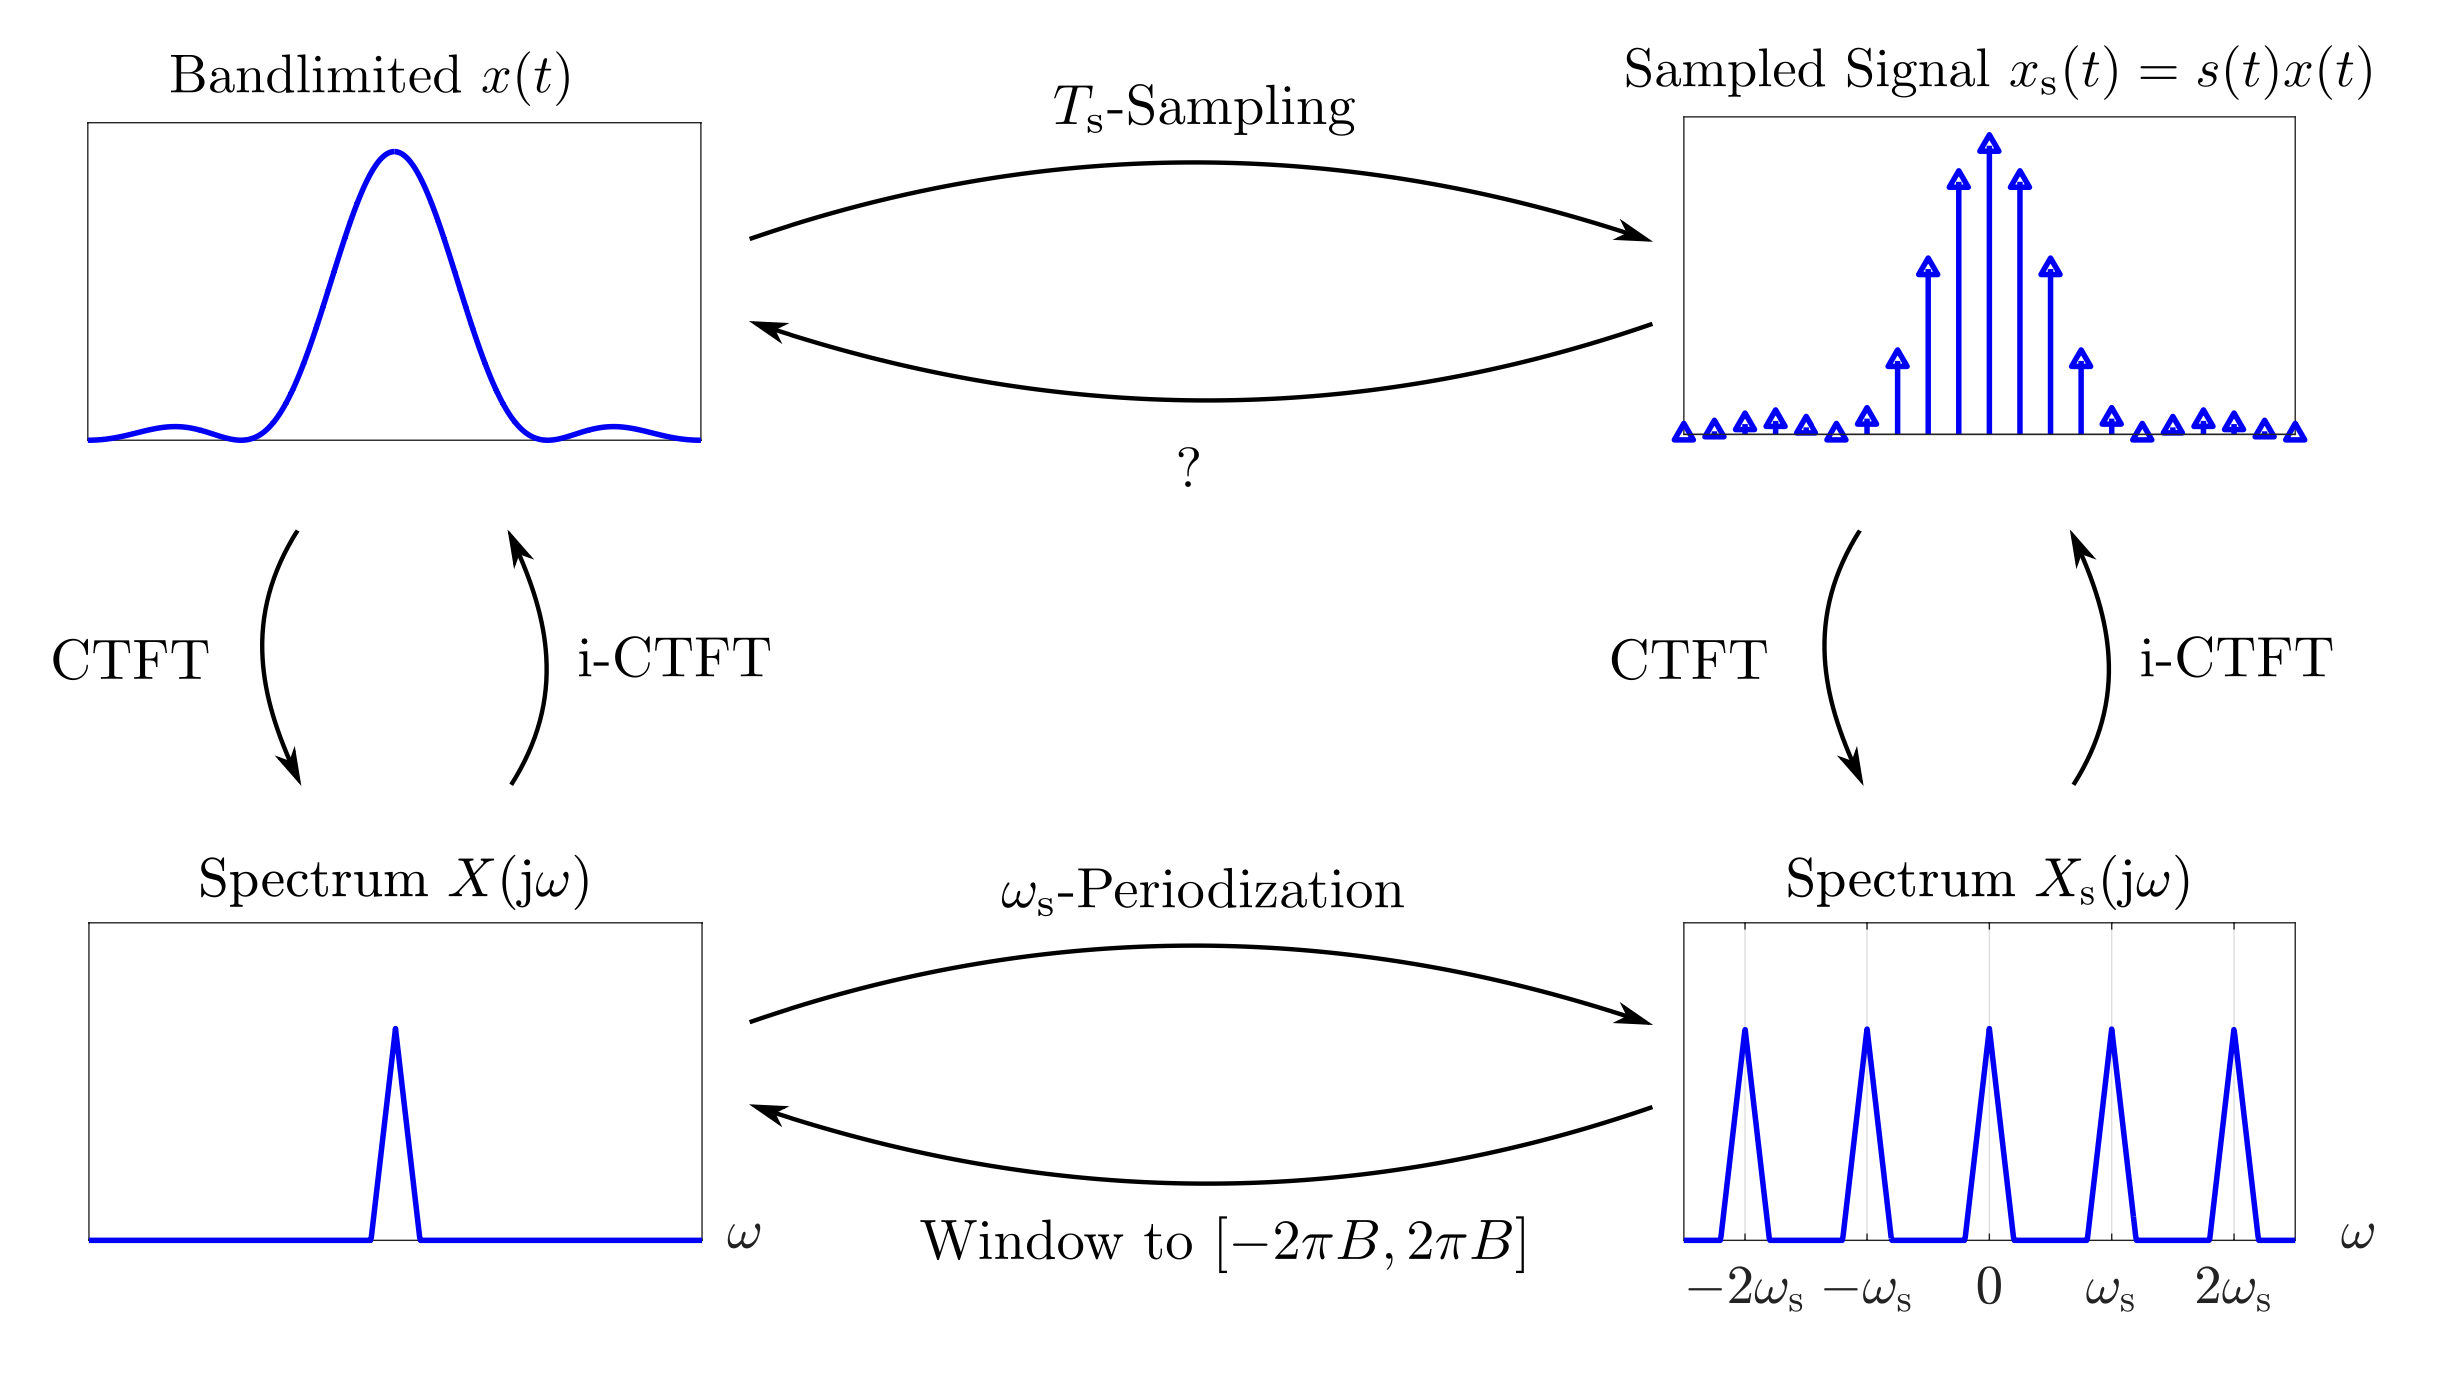 Bandlimited x(t)
Sampled Signal xₛ(t) = s(t)x(t)
Tₛ-Sampling
?
CTFT
i-CTFT
CTFT
i-CTFT
Spectrum X(jω)
ωₛ-Periodization
Spectrum Xₛ(jω)
ω
Window to [−2πB, 2πB]
ω
−2ωₛ −ωₛ 0 ωₛ 2ωₛ